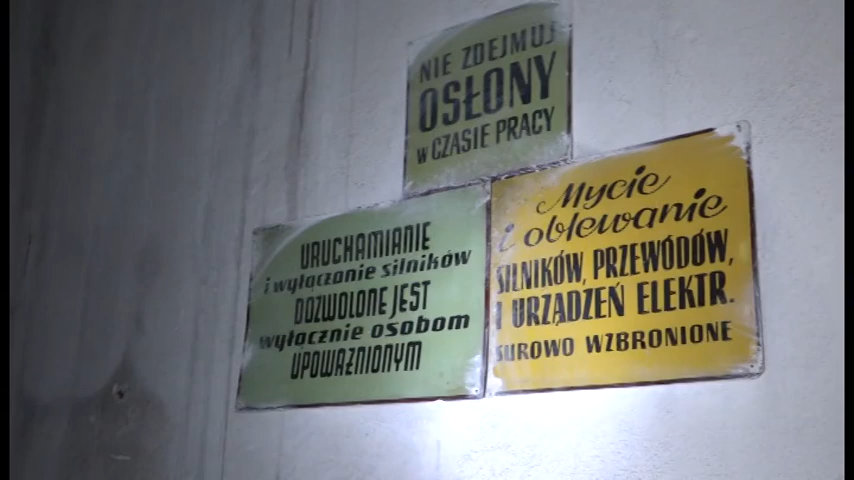 NIE ZDEJMUJ
OSŁONY
W CZASIE PRACY
URUCHAMIANIE
i wyłączanie silników
DOZWOLONE JEST
wyłącznie osobom
UPOWAŻNIONYM
Mycie
i oblewanie
SILNIKÓW, PRZEWODÓW,
I URZĄDZEŃ ELEKTR.
SUROWO WZBRONIONE